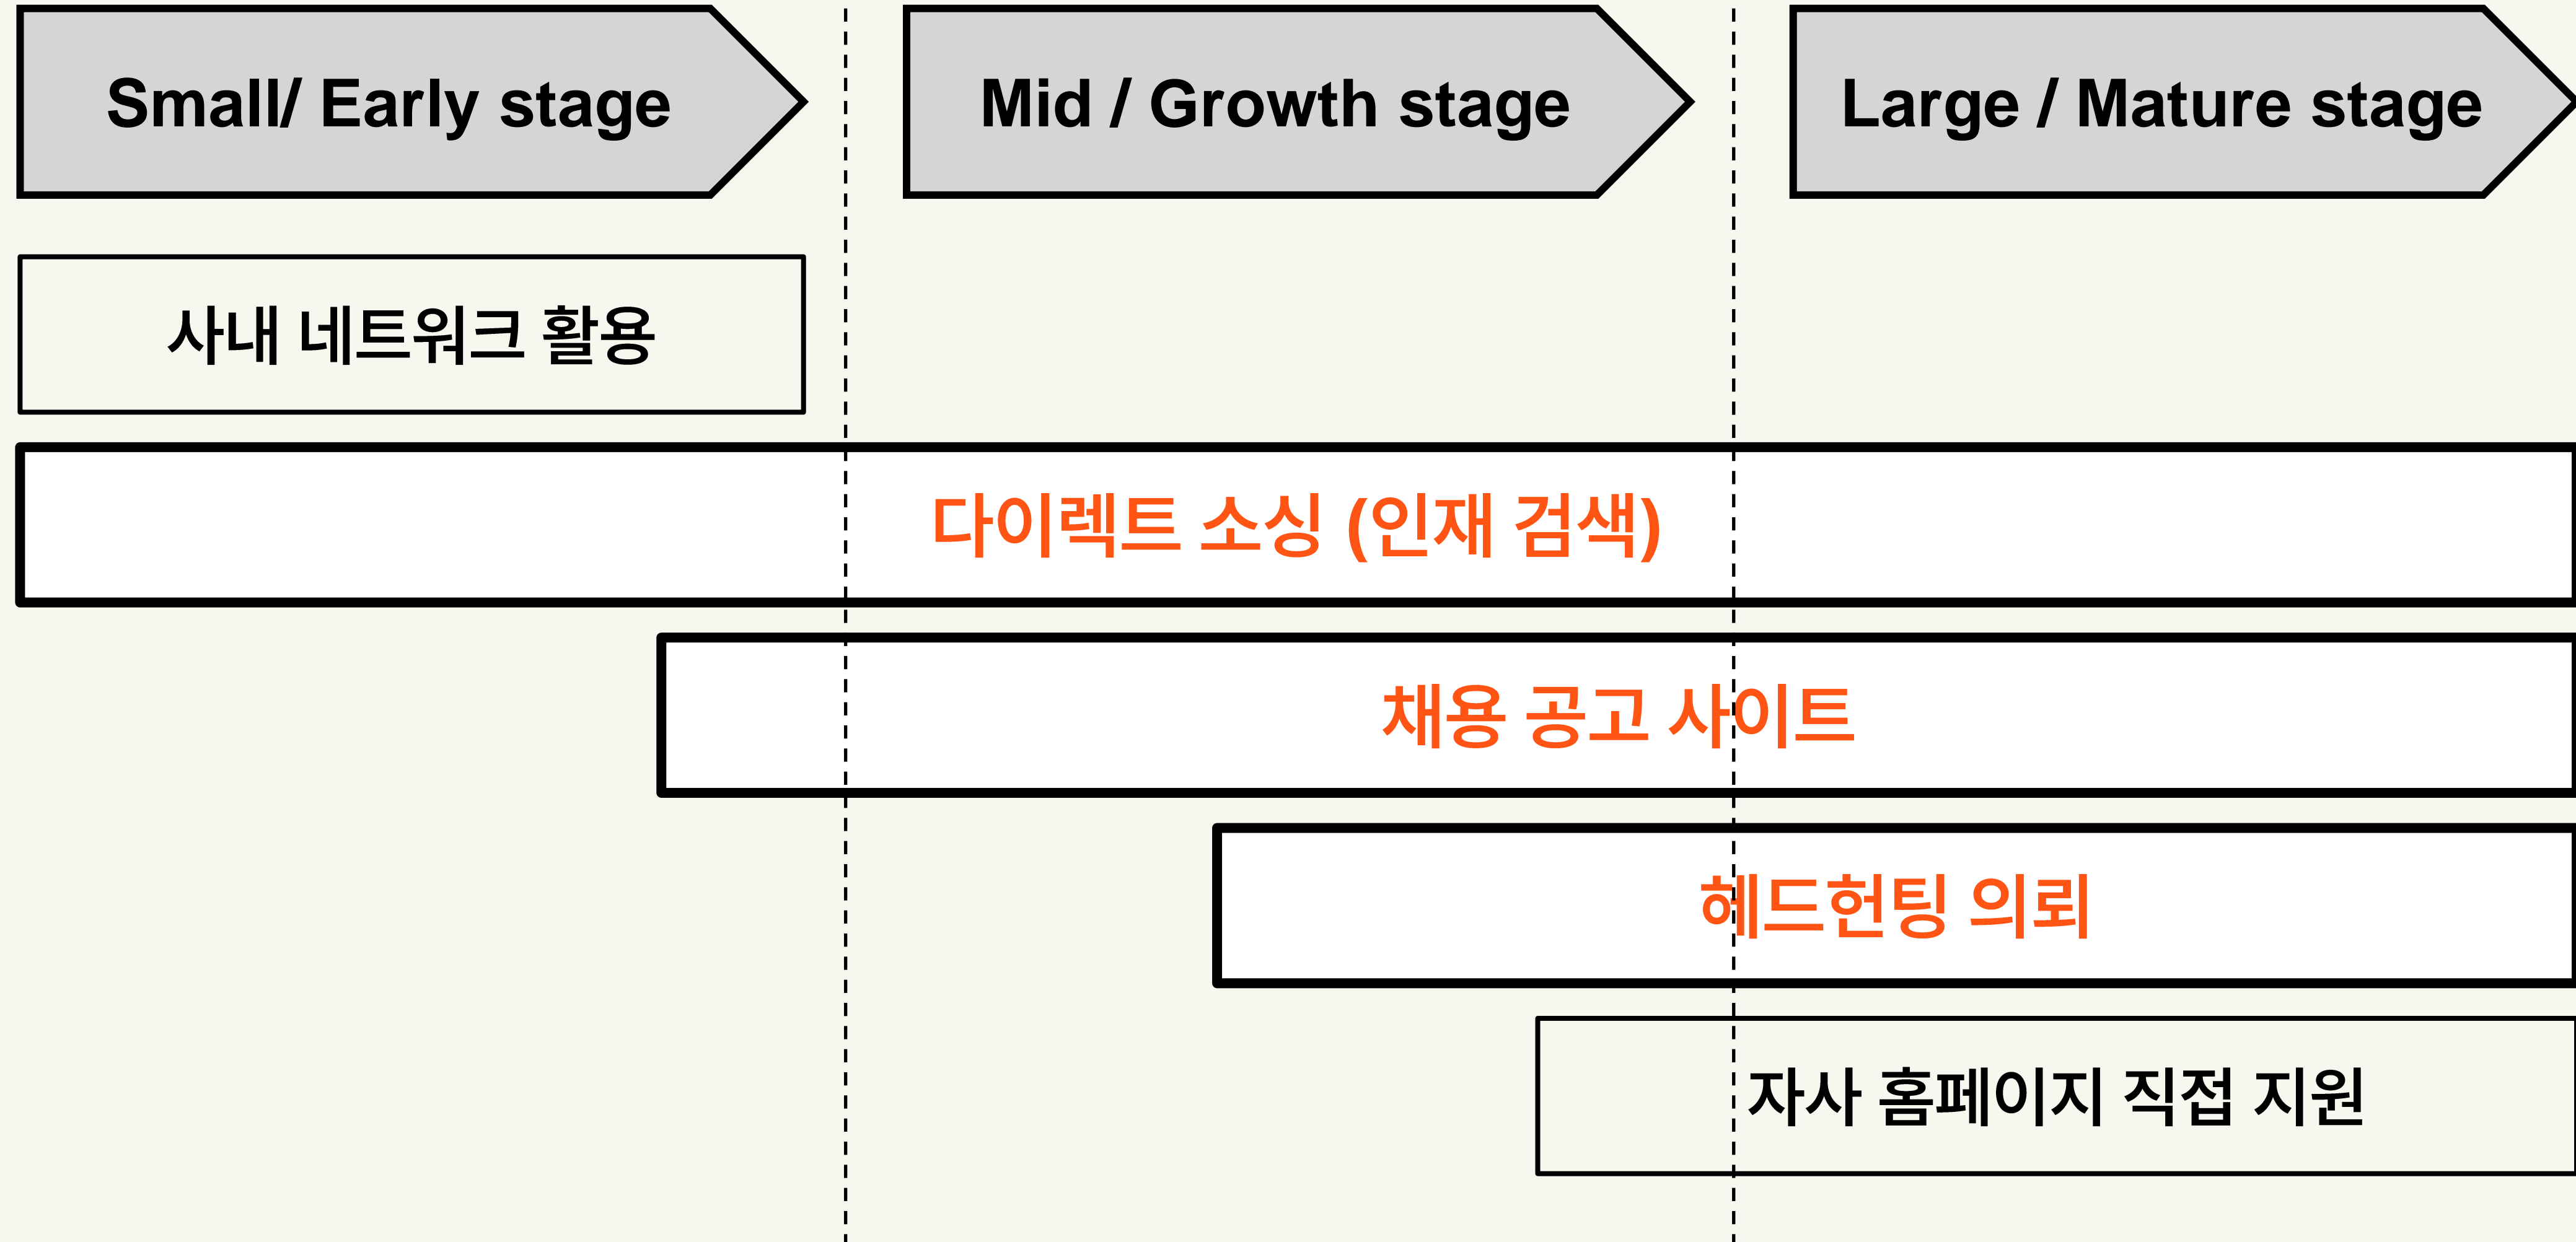 Small/ Early stage
Mid / Growth stage
Large / Mature stage
사내 네트워크 활용
다이렉트 소싱 (인재 검색)
채용 공고 사이트
헤드헌팅 의뢰
자사 홈페이지 직접 지원